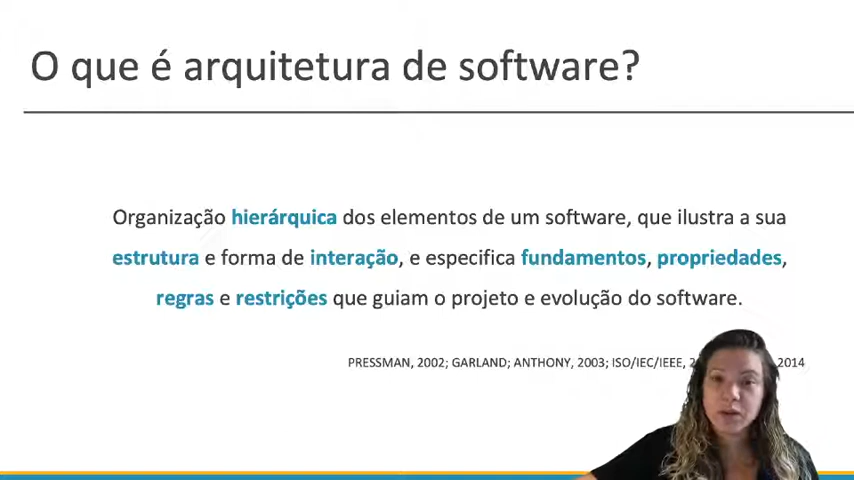 O que é arquitetura de software?
Organização hierárquica dos elementos de um software, que ilustra a sua
estrutura e forma de interação, e especifica fundamentos, propriedades,
regras e restrições que guiam o projeto e evolução do software.
PRESSMAN, 2002; GARLAND; ANTHONY, 2003; ISO/IEC/IEEE, 2014